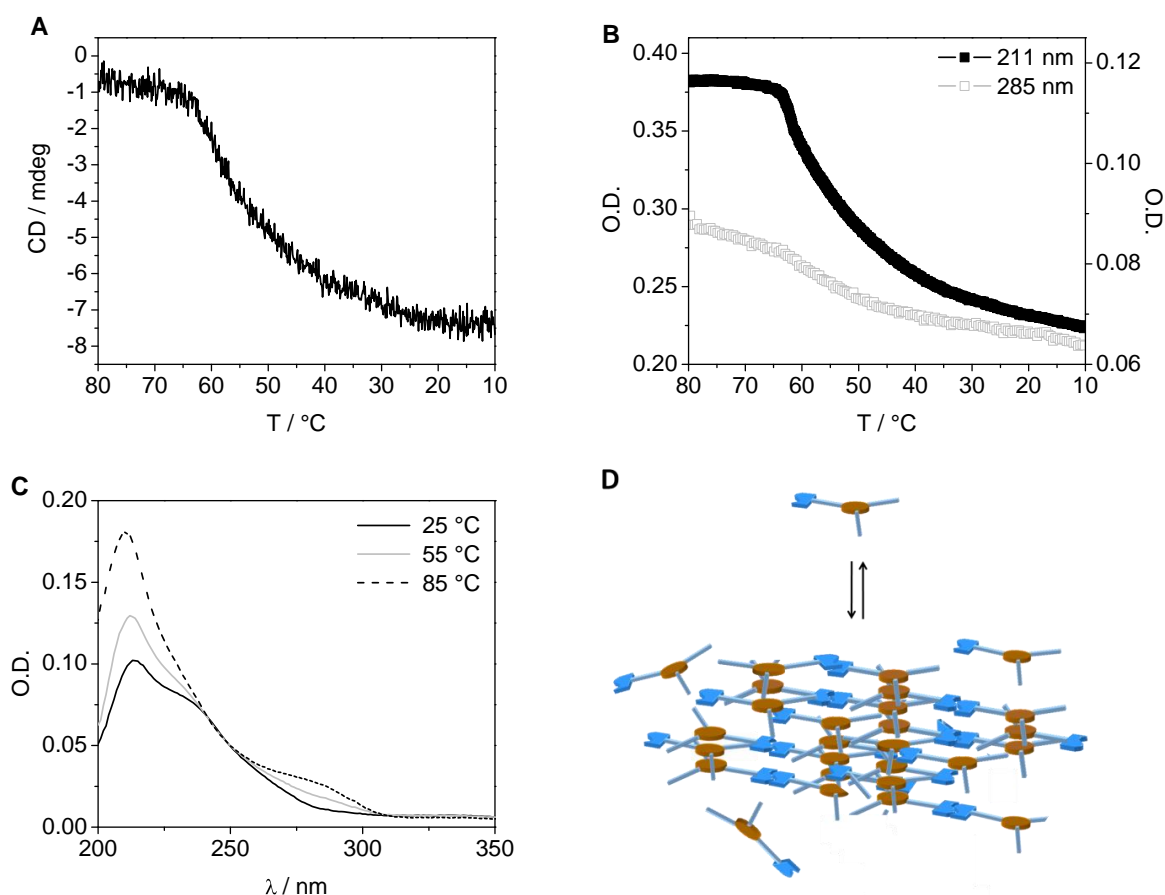 A
0
-1
-2
-3
-4
-5
-6
-7
-8
CD / mdeg
80 70 60 50 40 30 20 10
T / °C
B
0.40
0.35
0.30
0.25
0.20
O.D.
211 nm
285 nm
0.12
0.10
0.08
0.06
O.D.
80 70 60 50 40 30 20 10
T / °C
C
0.20
0.15
0.10
0.05
0.00
O.D.
25 °C
55 °C
85 °C
200 250 300 350
λ / nm
D